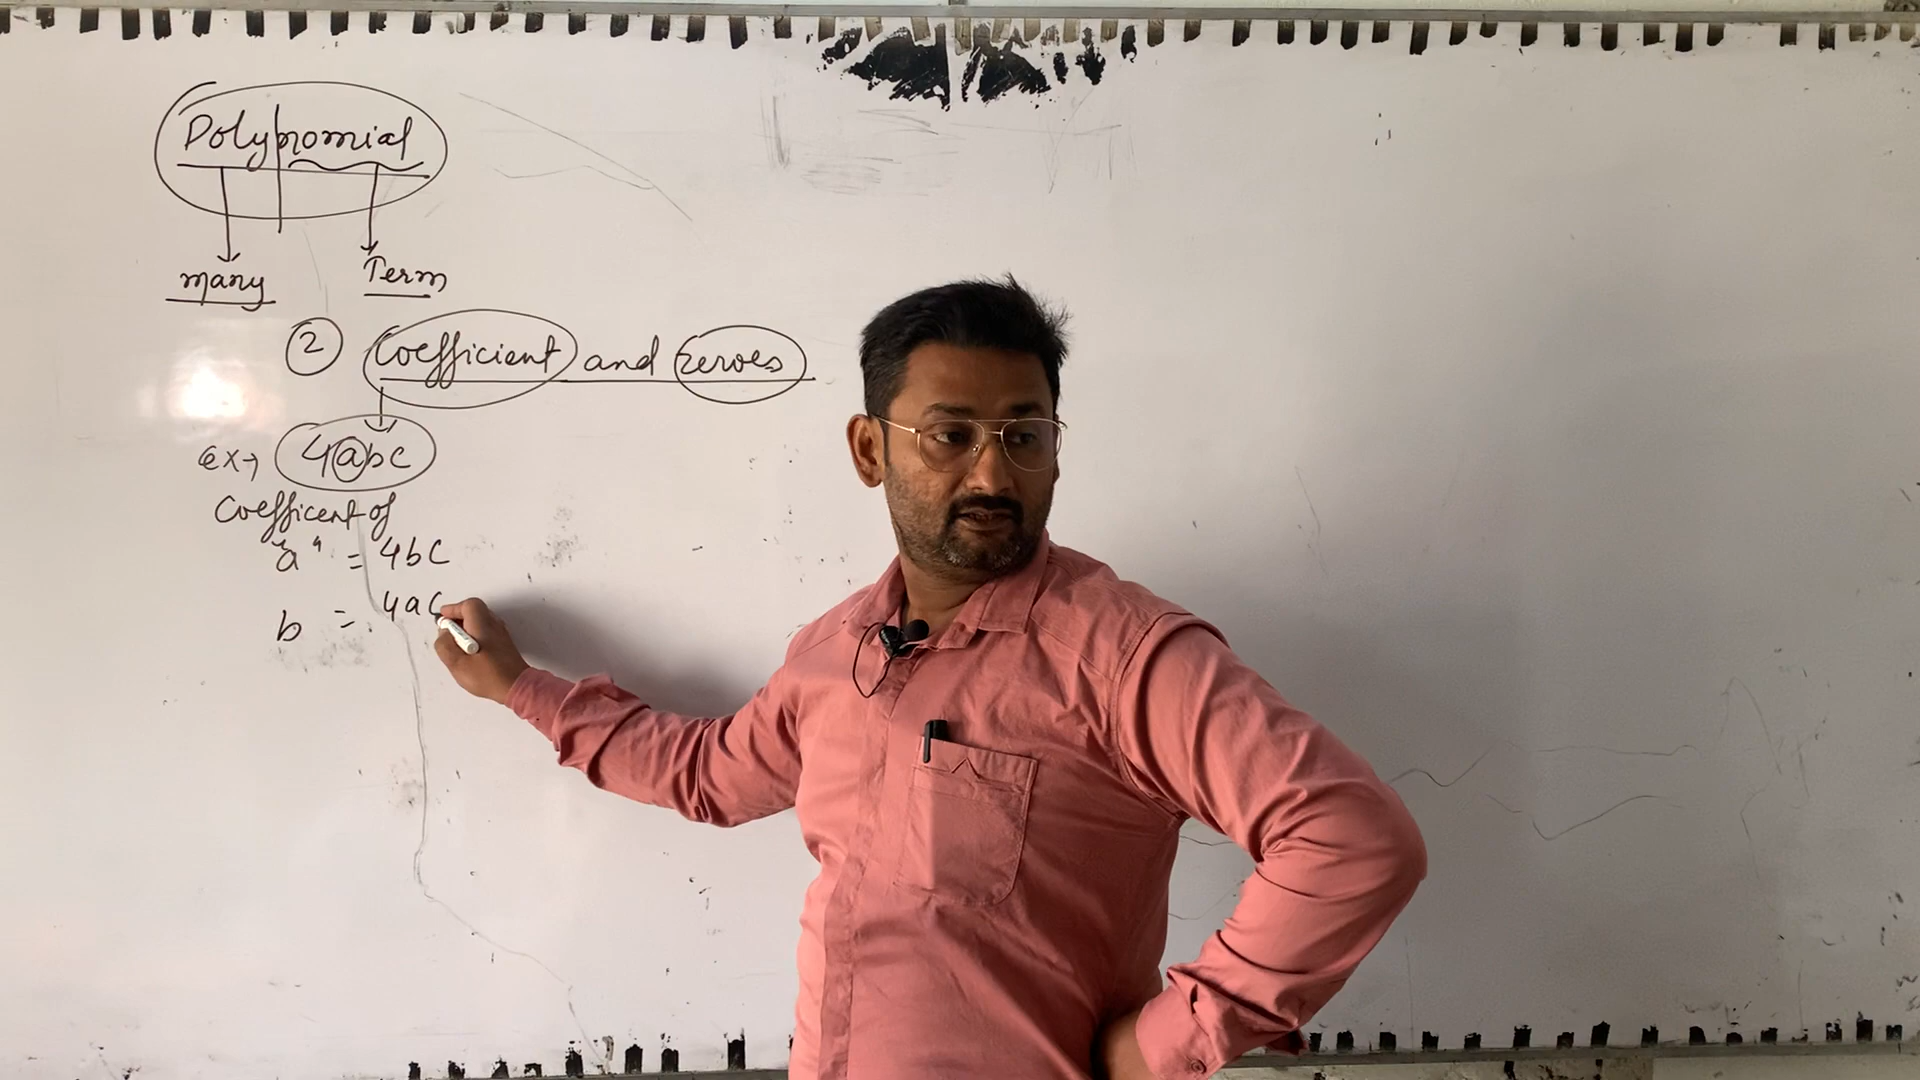 Polynomial
many Term
2 Coefficient and zeroes
ex→ 4abc
Coefficent of
"a" = 4bc
b = 4ac